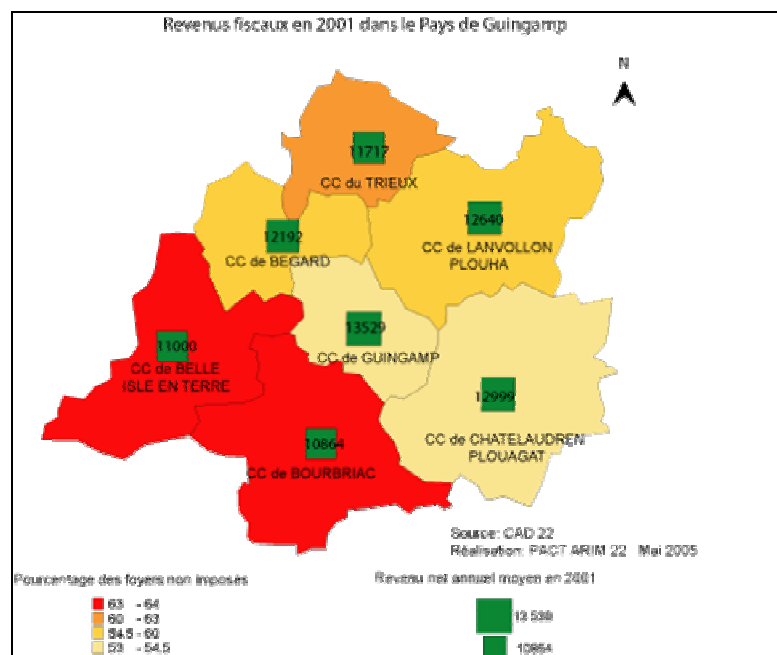 Revenus fiscaux en 2001 dans le Pays de Guingamp
N
11717
CC du TRIEUX
12640
CC de LANVOLLON
PLOUHA
12192
CC de BEGARD
13529
CC de GUINGAMP
11000
CC de BELLE
ISLE EN TERRE
12999
CC de CHATELAUDREN
PLOUAGAT
10864
CC de BOURBRIAC
Source: CAD 22
Réalisation: PACT ARIM 22 Mai 2005
Pourcentage des foyers non imposés
63 - 64
60 - 63
54.5 - 60
53 - 54.5
Revenu net annuel moyen en 2001
10864